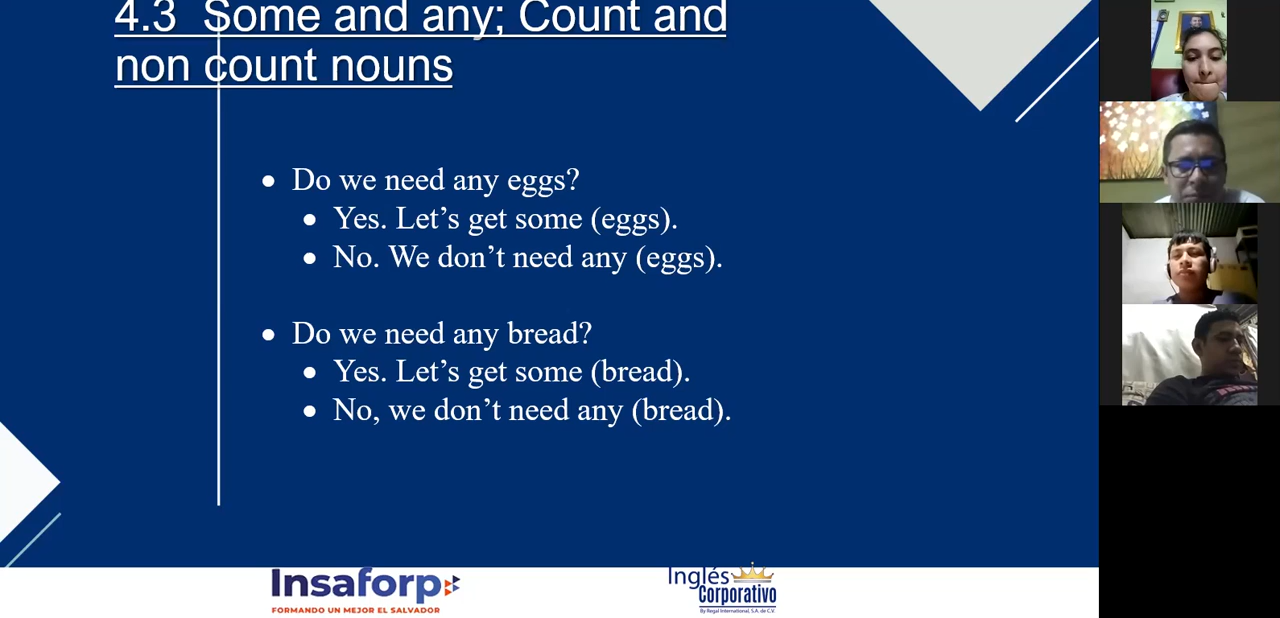 4.3 Some and any; Count and
non count nouns
• Do we need any eggs?
• Yes. Let’s get some (eggs).
• No. We don’t need any (eggs).
• Do we need any bread?
• Yes. Let’s get some (bread).
• No, we don’t need any (bread).
Insaforp
FORMANDO UN MEJOR EL SALVADOR
Inglés
Corporativo
By Regal International, S.A. de C.V.